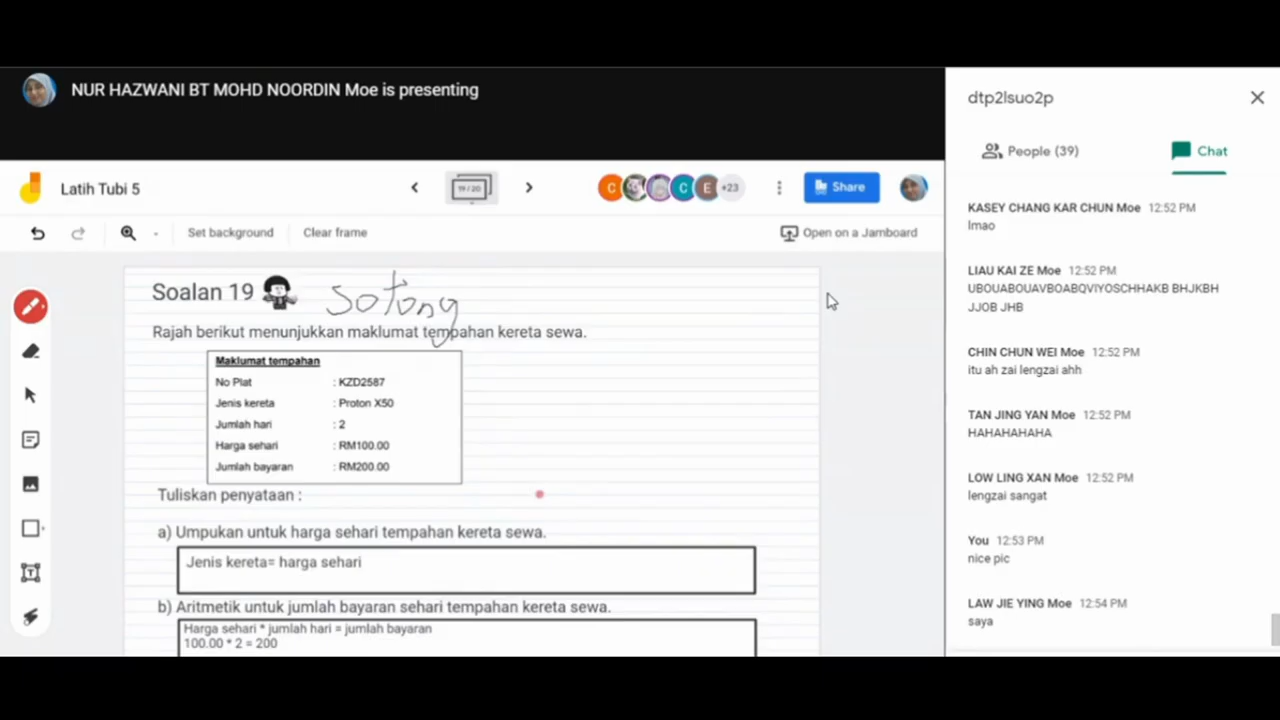 NUR HAZWANI BT MOHD NOORDIN Moe is presenting
dtp2lsuo2p
People (39)
Chat
Latih Tubi 5
19 / 20
C
C
E
+23
Share
Set background
Clear frame
Open on a Jamboard
Soalan 19
sotong
Rajah berikut menunjukkan maklumat tempahan kereta sewa.
Maklumat tempahan
No Plat : KZD2587
Jenis kereta : Proton X50
Jumlah hari : 2
Harga sehari : RM100.00
Jumlah bayaran : RM200.00
Tuliskan penyataan :
a) Umpukan untuk harga sehari tempahan kereta sewa.
Jenis kereta= harga sehari
b) Aritmetik untuk jumlah bayaran sehari tempahan kereta sewa.
Harga sehari * jumlah hari = jumlah bayaran
100.00 * 2 = 200
KASEY CHANG KAR CHUN Moe 12:52 PM
lmao
LIAU KAI ZE Moe 12:52 PM
UBOUABOUAVBOABQVIYOSCHHAKB BHJKBH
JJOB JHB
CHIN CHUN WEI Moe 12:52 PM
itu ah zai lengzai ahh
TAN JING YAN Moe 12:52 PM
HAHAHAHAHA
LOW LING XAN Moe 12:52 PM
lengzai sangat
You 12:53 PM
nice pic
LAW JIE YING Moe 12:54 PM
saya